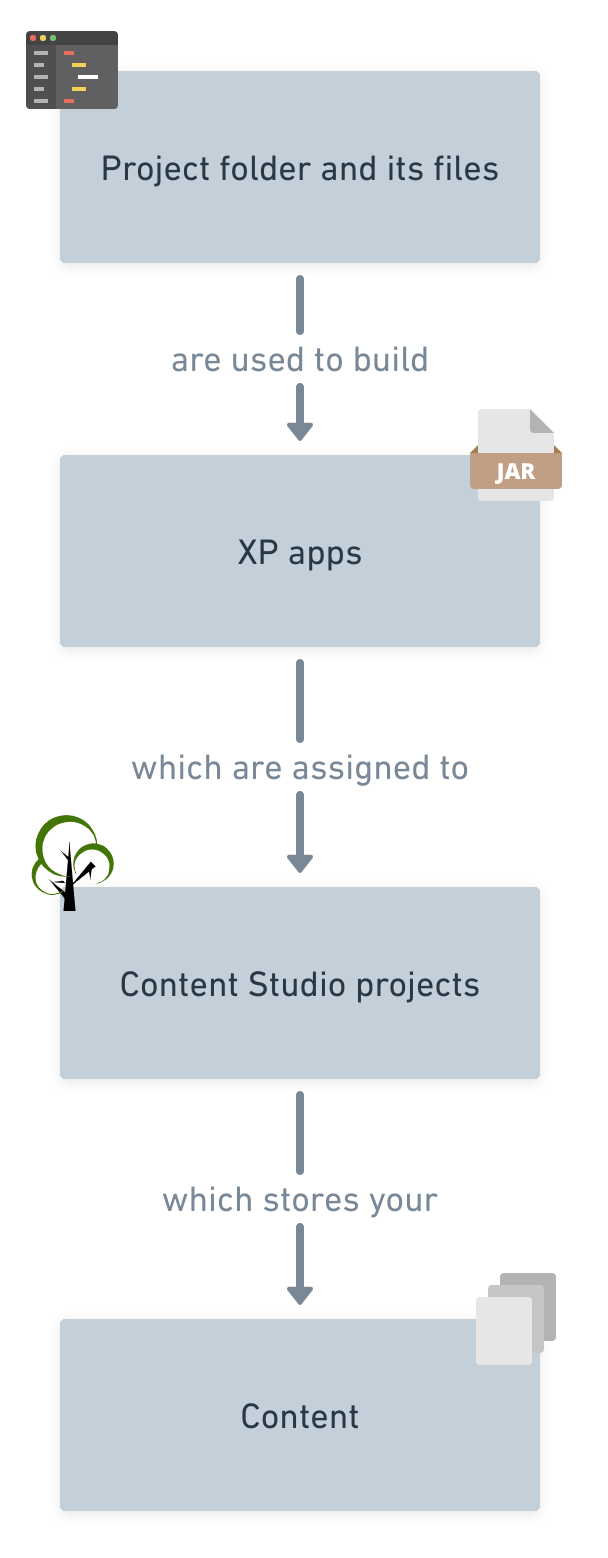 Project folder and its files
are used to build
JAR
XP apps
which are assigned to
Content Studio projects
which stores your
Content